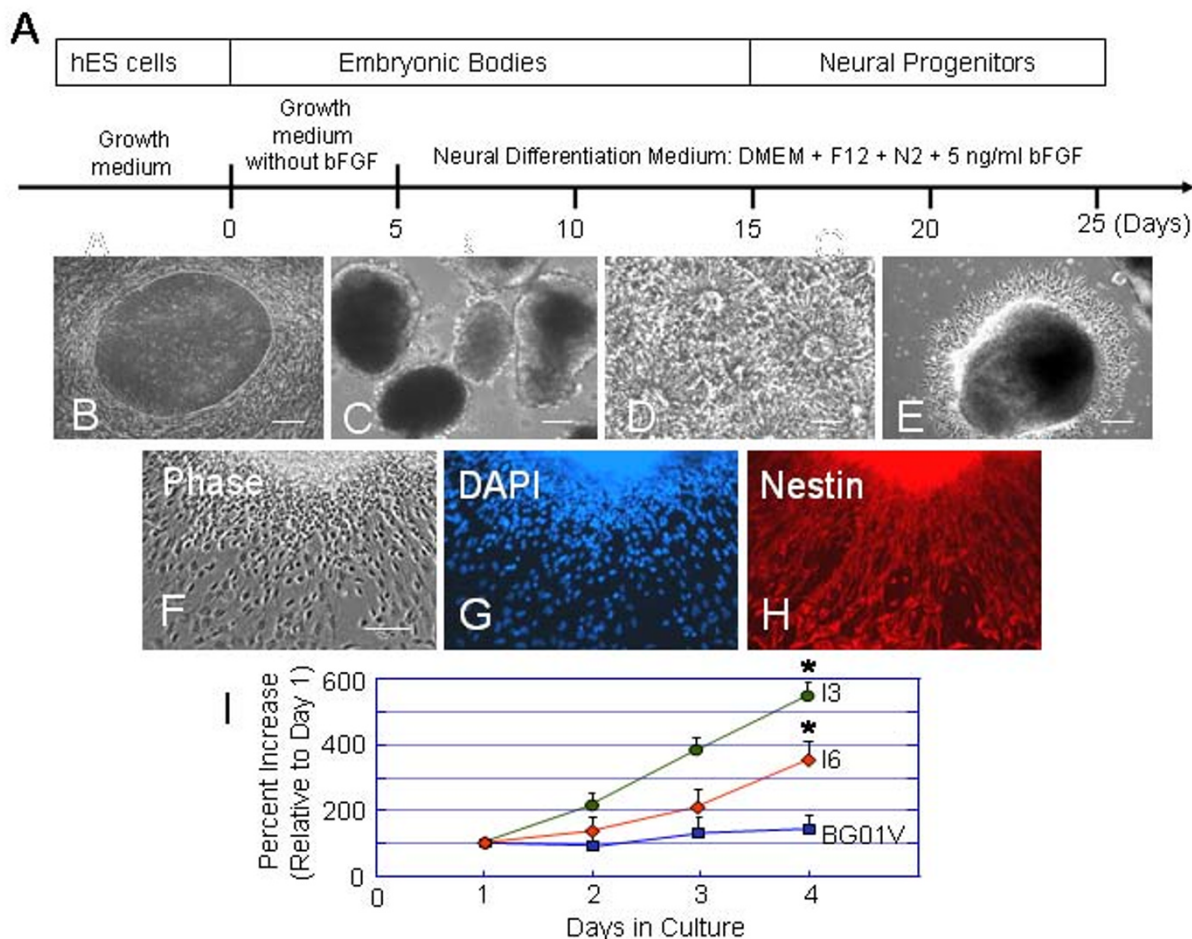 A
hES cells
Embryonic Bodies
Neural Progenitors
Growth
medium
Growth
medium
without bFGF
Neural Differentiation Medium: DMEM + F12 + N2 + 5 ng/ml bFGF
0
5
10
15
20
25 (Days)
B
C
D
E
Phase
DAPI
Nestin
F
G
H
I
Percent Increase
(Relative to Day 1)
600
400
200
0
*
I3
*
I6
BG01V
0
1
2
3
4
Days in Culture